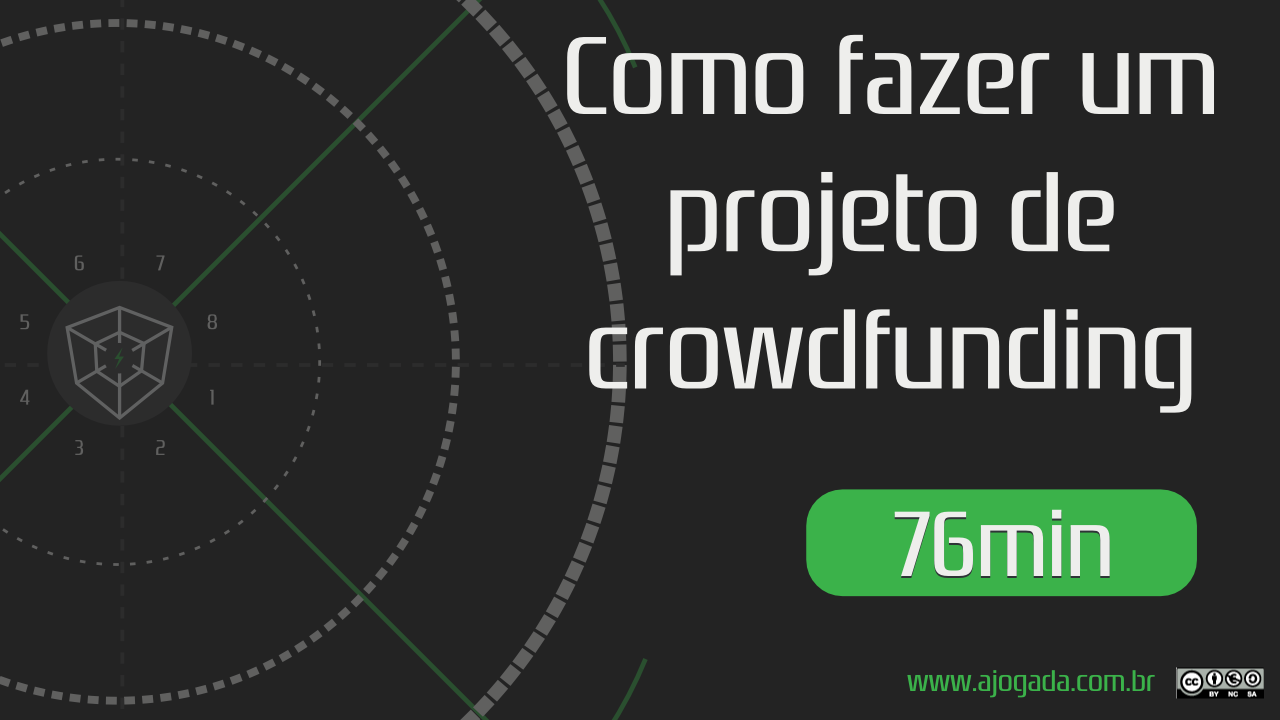 Como fazer um
projeto de
crowdfunding
6 7
5 8
4 1
3 2
76min
www.ajogada.com.br
cc
BY NC SA